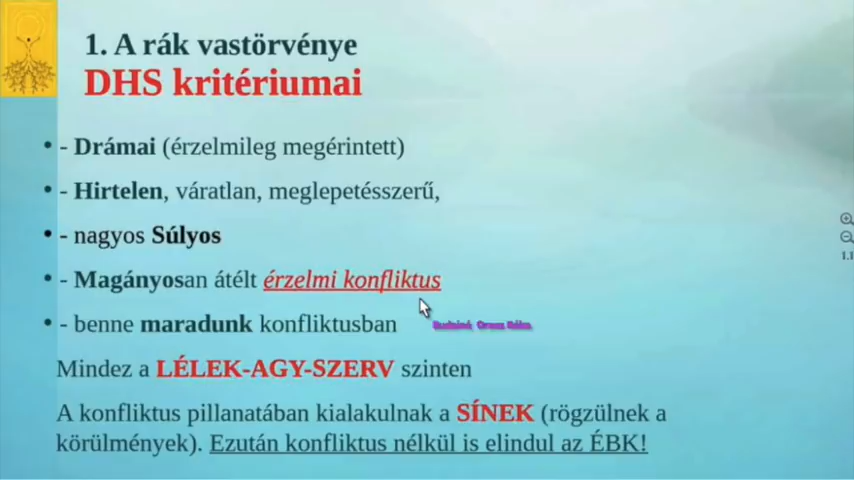 1. A rák vastörvénye
DHS kritériumai
• - Drámai (érzelmileg megérintett)
• - Hirtelen, váratlan, meglepetésszerű,
• - nagyos Súlyos
• - Magányosan átélt érzelmi konfliktus
• - benne maradunk konfliktusban
Mindez a LÉLEK-AGY-SZERV szinten
A konfliktus pillanatában kialakulnak a SÍNEK (rögzülnek a
körülmények). Ezután konfliktus nélkül is elindul az ÉBK!